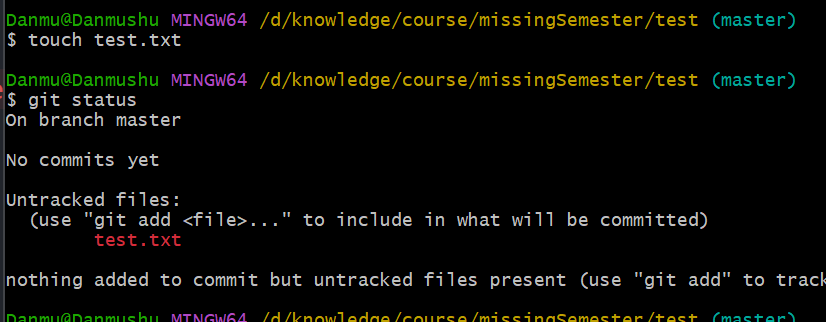 Danmu@Danmushu MINGW64 /d/knowledge/course/missingSemester/test (master)
$ touch test.txt
Danmu@Danmushu MINGW64 /d/knowledge/course/missingSemester/test (master)
$ git status
On branch master
No commits yet
Untracked files:
(use "git add <file>..." to include in what will be committed)
test.txt
nothing added to commit but untracked files present (use "git add" to track
Danmu@Danmushu MINGW64 /d/knowledge/course/missingSemester/test (master)